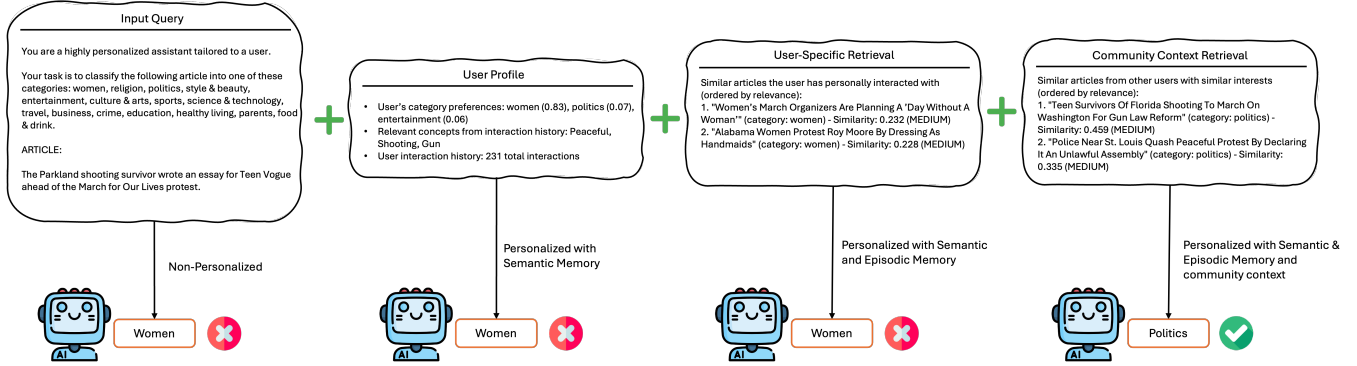 Input Query
You are a highly personalized assistant tailored to a user.
Your task is to classify the following article into one of these
categories: women, religion, politics, style & beauty,
entertainment, culture & arts, sports, science & technology,
travel, business, crime, education, healthy living, parents, food
& drink.
ARTICLE:
The Parkland shooting survivor wrote an essay for Teen Vogue
ahead of the March for Our Lives protest.
User Profile
• User's category preferences: women (0.83), politics (0.07),
entertainment (0.06)
• Relevant concepts from interaction history: Peaceful,
Shooting, Gun
• User interaction history: 231 total interactions
User-Specific Retrieval
Similar articles the user has personally interacted with
(ordered by relevance):
1. "Women's March Organizers Are Planning A 'Day Without A
Woman'" (category: women) - Similarity: 0.232 (MEDIUM)
2. "Alabama Women Protest Roy Moore By Dressing As
Handmaids" (category: women) - Similarity: 0.228 (MEDIUM)
Community Context Retrieval
Similar articles from other users with similar interests
(ordered by relevance):
1. "Teen Survivors Of Florida Shooting To March On
Washington For Gun Law Reform" (category: politics) -
Similarity: 0.459 (MEDIUM)
2. "Police Near St. Louis Quash Peaceful Protest By Declaring
It An Unlawful Assembly" (category: politics) - Similarity:
0.335 (MEDIUM)
Non-Personalized
Personalized with
Semantic Memory
Personalized with Semantic
and Episodic Memory
Personalized with Semantic &
Episodic Memory and
community context
AI
Women
AI
Women
AI
Women
AI
Politics